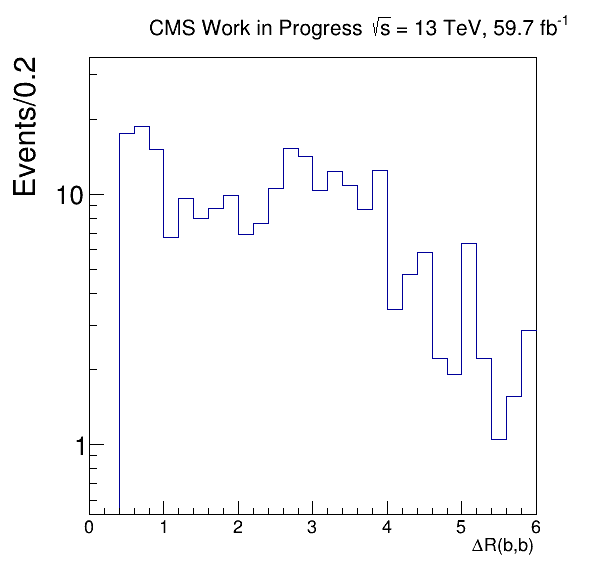 CMS Work in Progress √s = 13 TeV, 59.7 fb⁻¹
Events/0.2
10
1
0 1 2 3 4 5 6
ΔR(b,b)